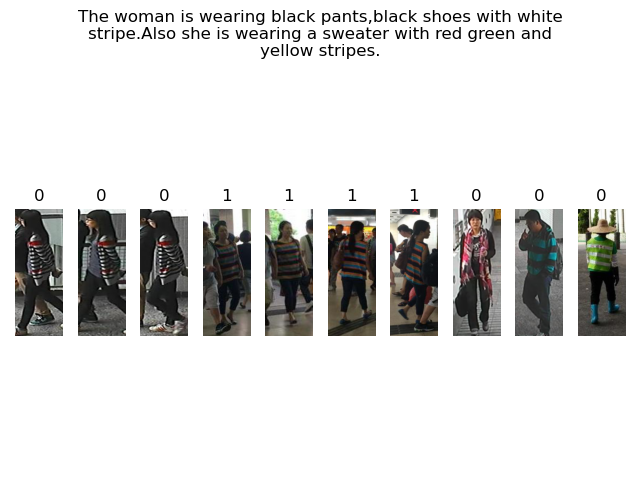 The woman is wearing black pants,black shoes with white
stripe.Also she is wearing a sweater with red green and
yellow stripes.
0 0 0 1 1 1 1 0 0 0